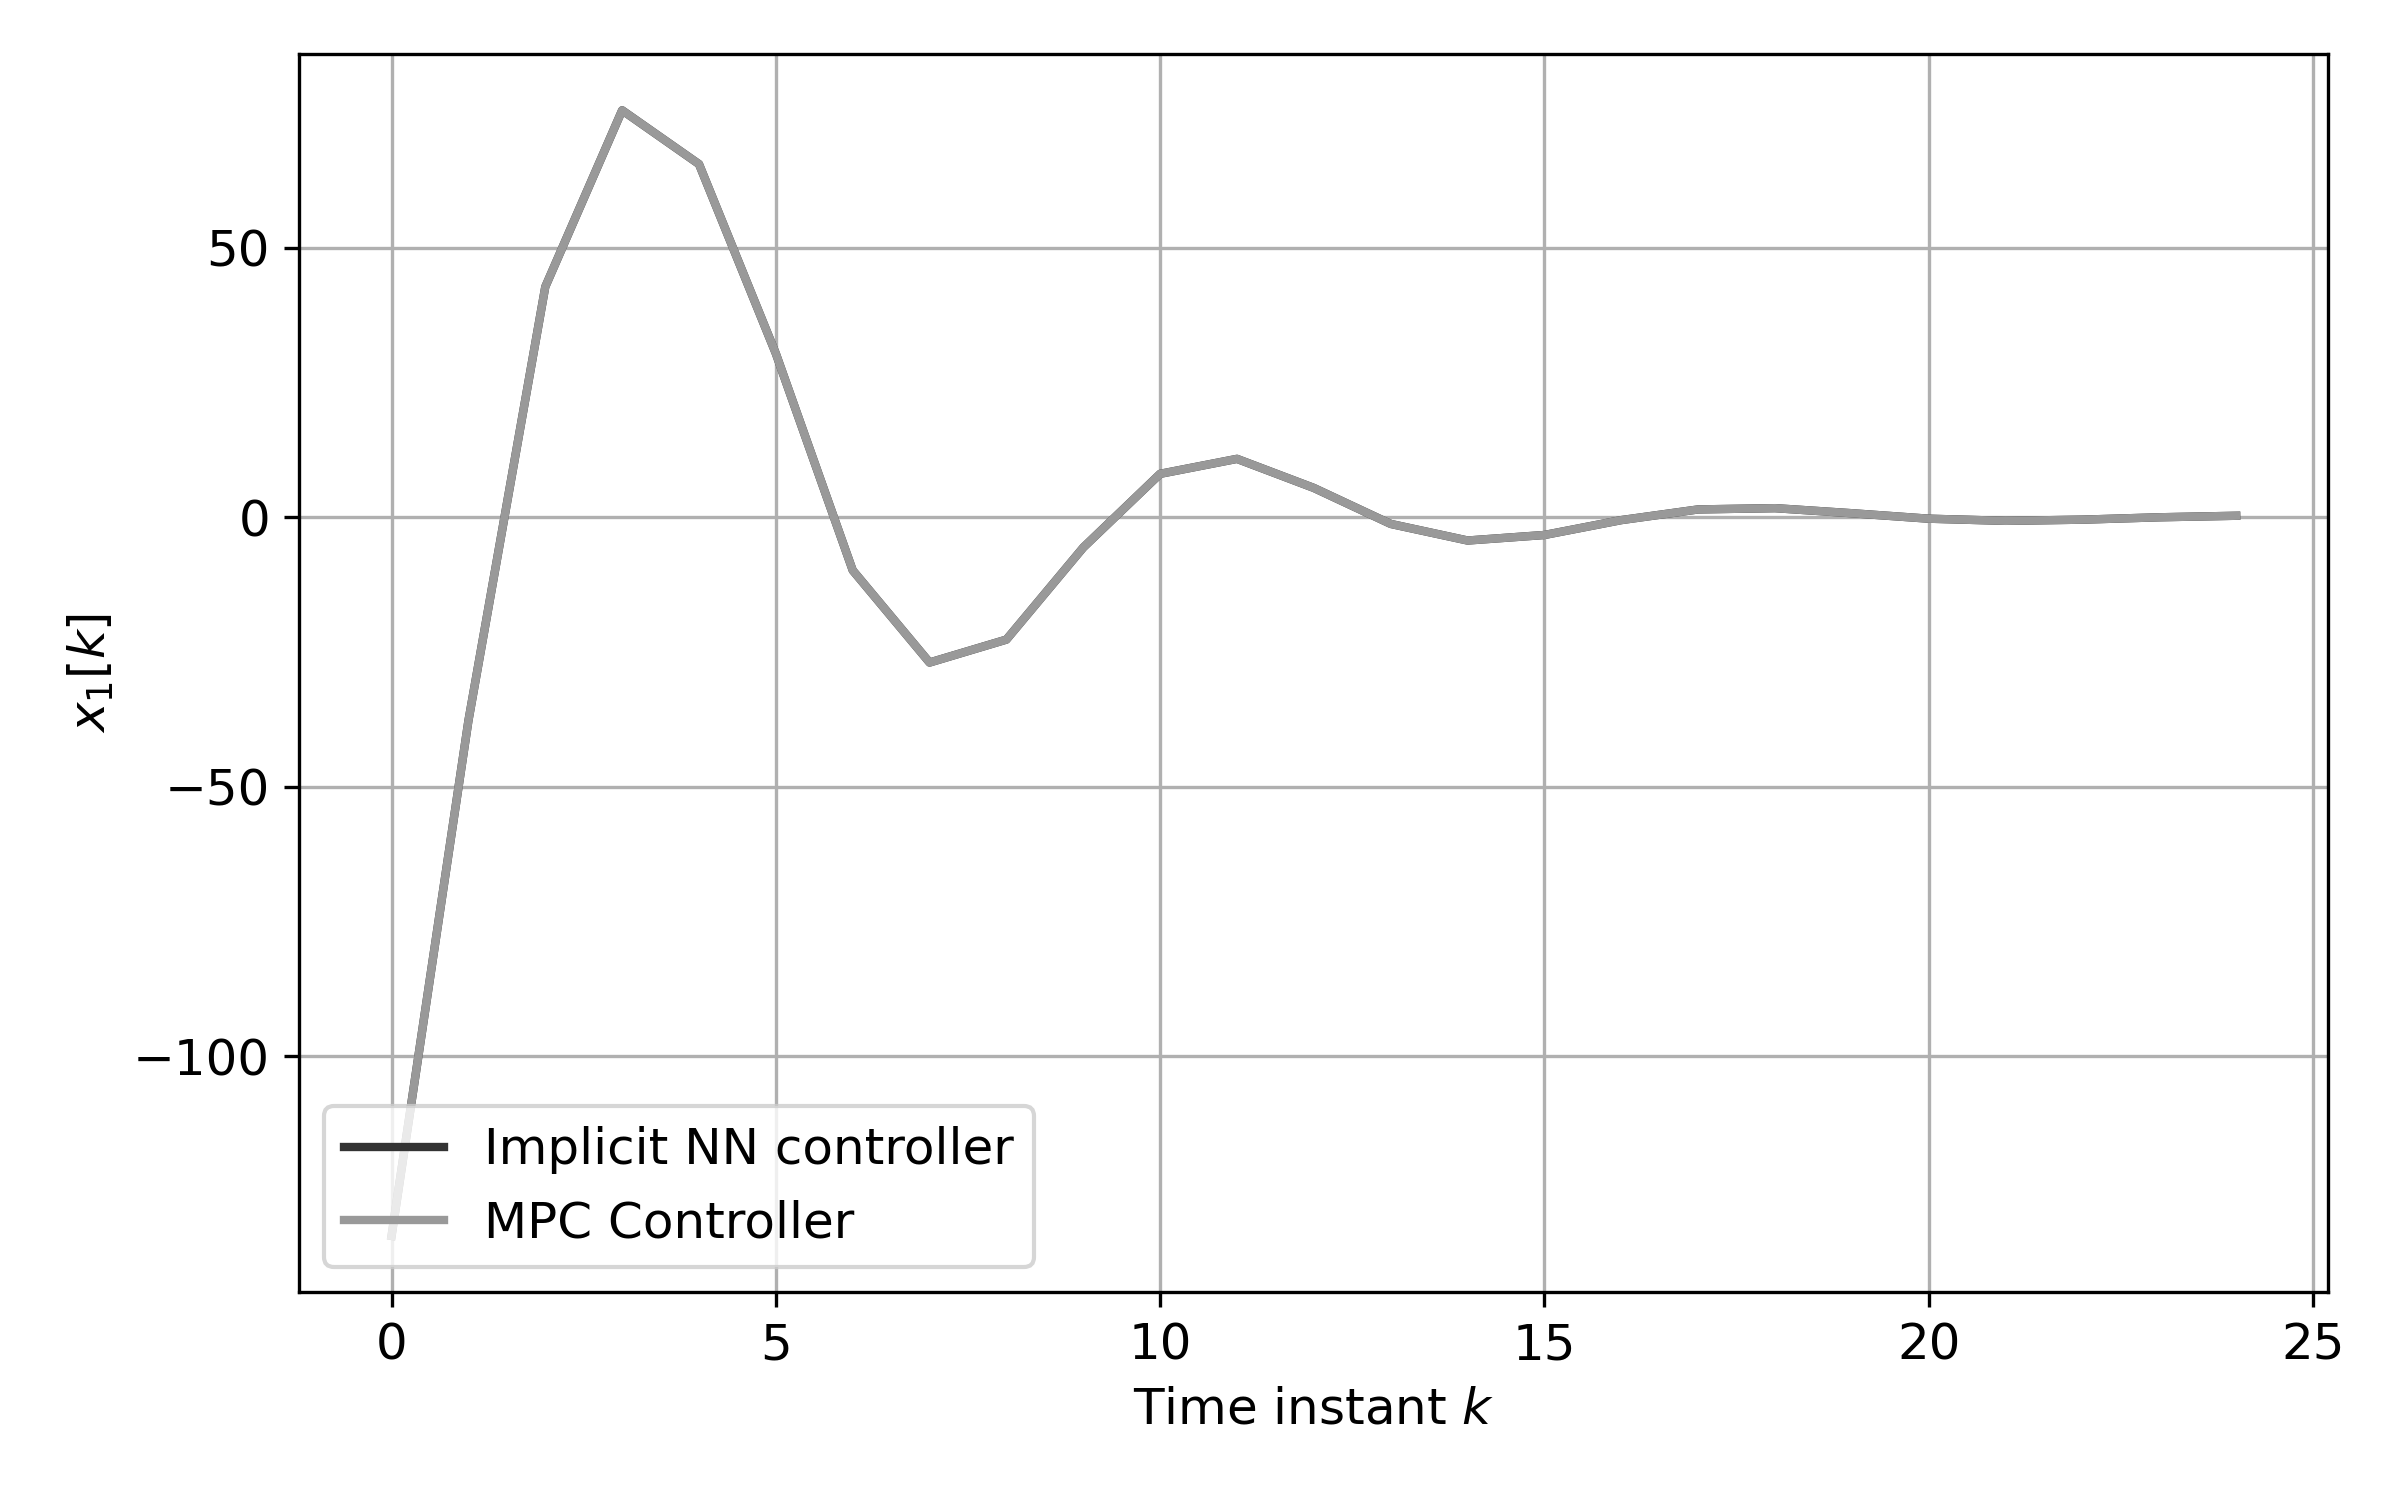 50
0
−50
−100
x₁[k]
Implicit NN controller
MPC Controller
0 5 10 15 20 25
Time instant k